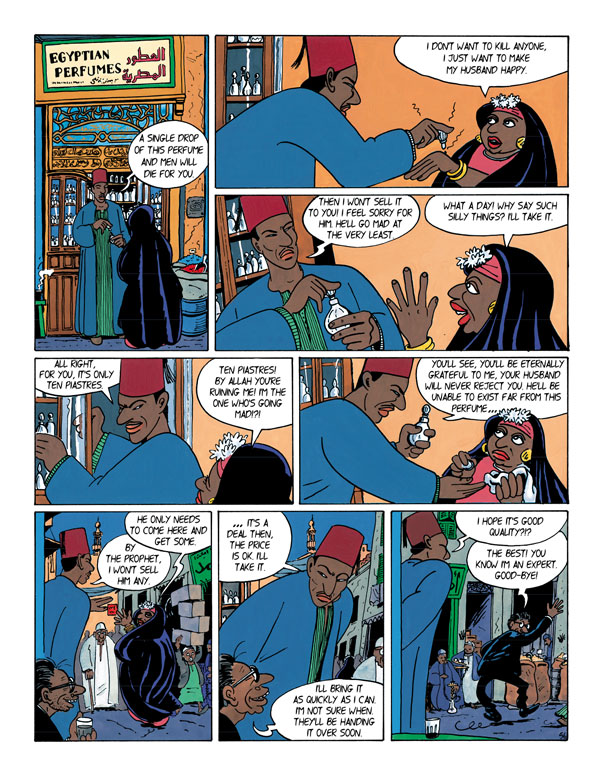 EGYPTIAN
PERFUMES
العطور
المصرية
A SINGLE DROP
OF THIS PERFUME
AND MEN WILL
DIE FOR YOU.
I DON'T WANT TO KILL ANYONE,
I JUST WANT TO MAKE
MY HUSBAND HAPPY.
THEN I WON'T SELL IT
TO YOU! I FEEL SORRY FOR
HIM. HE'LL GO MAD AT
THE VERY LEAST.
WHAT A DAY! WHY SAY SUCH
SILLY THINGS? I'LL TAKE IT.
ALL RIGHT,
FOR YOU, IT'S ONLY
TEN PIASTRES.
TEN PIASTRES!
BY ALLAH YOU'RE
RUINING ME! I'M THE
ONE WHO'S GOING
MAD!?!
YOU'LL SEE, YOU'LL BE ETERNALLY
GRATEFUL TO ME, YOUR HUSBAND
WILL NEVER REJECT YOU. HE'LL BE
UNABLE TO EXIST FAR FROM THIS
PERFUME...
HE ONLY NEEDS
TO COME HERE AND
GET SOME.
BY
THE PROPHET,
I WON'T SELL
HIM ANY.
... IT'S A
DEAL THEN,
THE PRICE
IS OK. I'LL
TAKE IT.
I'LL BRING IT
AS QUICKLY AS I CAN.
I'M NOT SURE WHEN.
THEY'LL BE HANDING
IT OVER SOON.
I HOPE IT'S GOOD
QUALITY?!?
THE BEST! YOU
KNOW I'M AN EXPERT.
GOOD-BYE!